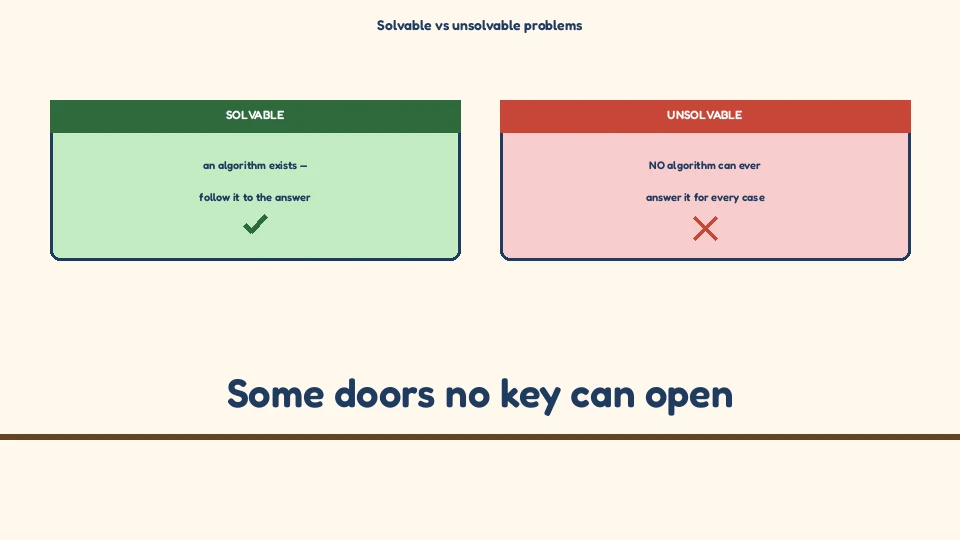 Solvable vs unsolvable problems
SOLVABLE
an algorithm exists –
follow it to the answer
UNSOLVABLE
NO algorithm can ever
answer it for every case
Some doors no key can open